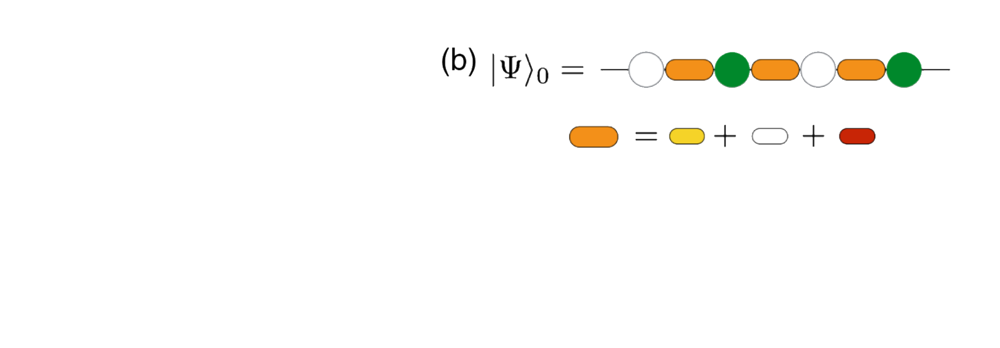 (b) |Ψ⟩₀ =
= + +